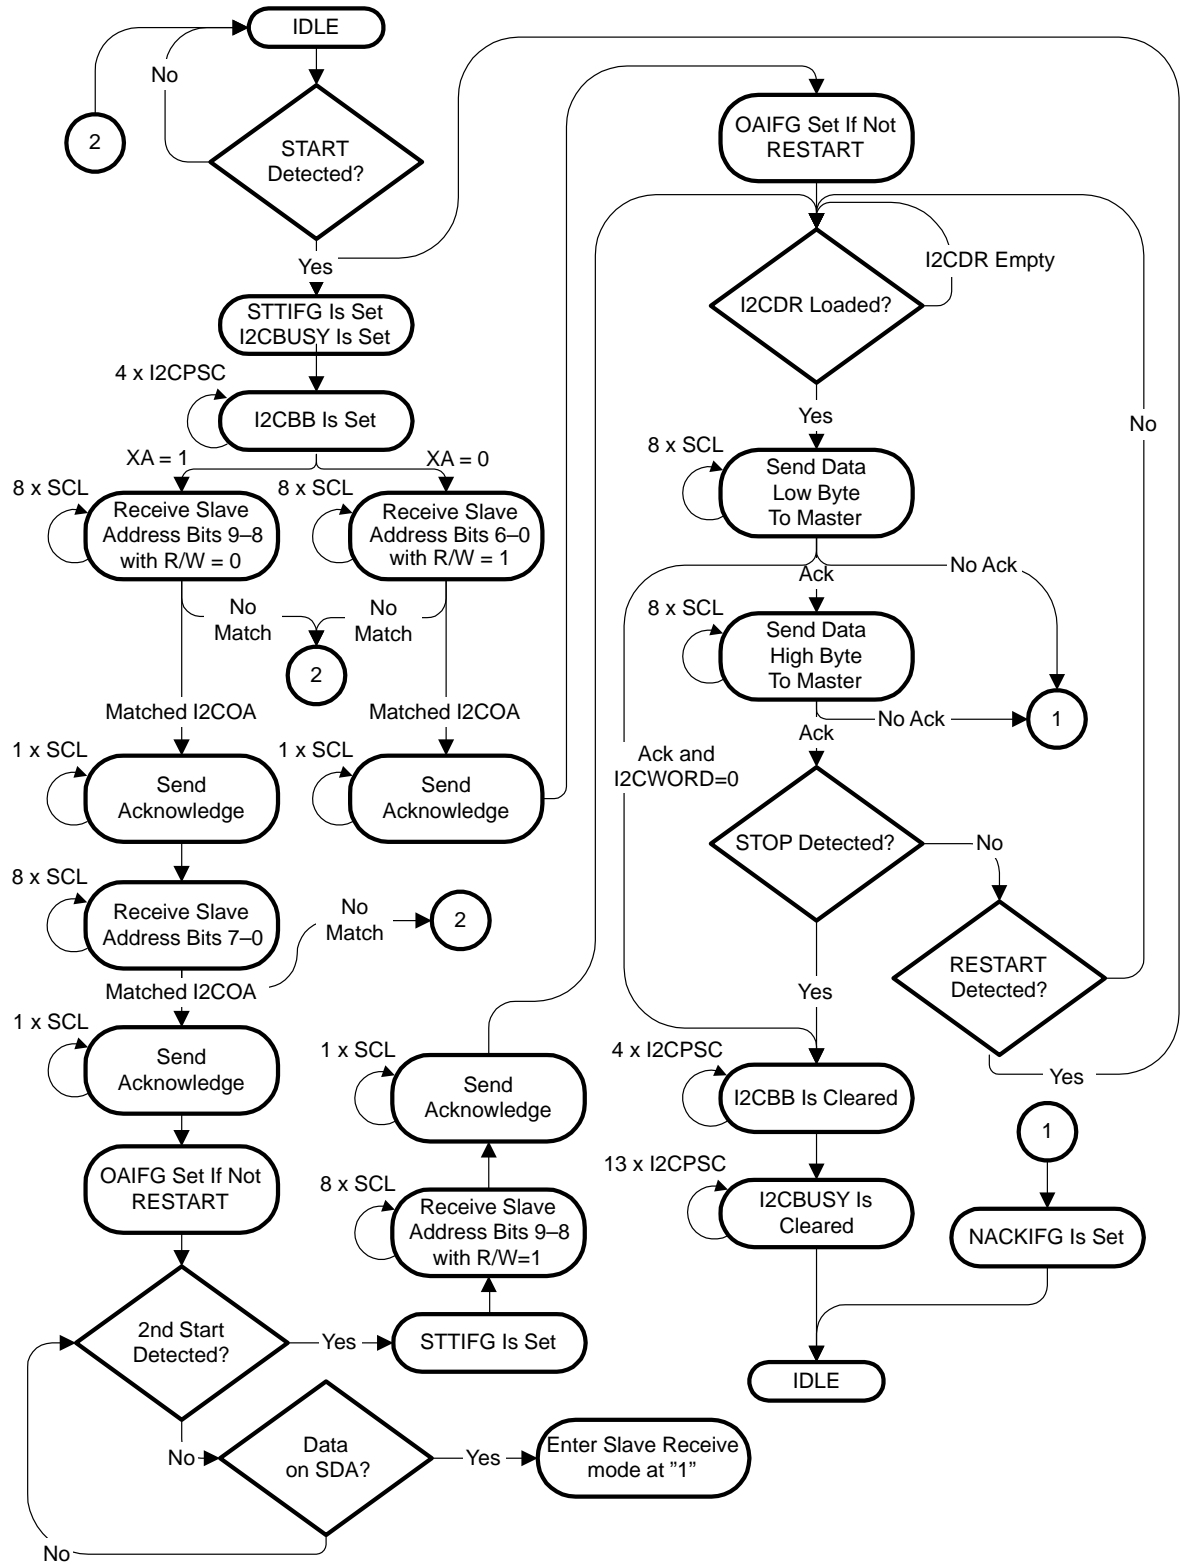 IDLE
No
2
START
Detected?
Yes
STTIFG Is Set
I2CBUSY Is Set
4 x I2CPSC
I2CBB Is Set
XA = 1
XA = 0
8 x SCL
Receive Slave
Address Bits 9–8
with R/W = 0
8 x SCL
Receive Slave
Address Bits 6–0
with R/W = 1
No
Match
No
Match
2
Matched I2COA
Matched I2COA
1 x SCL
Send
Acknowledge
1 x SCL
Send
Acknowledge
8 x SCL
Receive Slave
Address Bits 7–0
No
Match
2
Matched I2COA
1 x SCL
Send
Acknowledge
OAIFG Set If Not
RESTART
2nd Start
Detected?
Yes
STTIFG Is Set
8 x SCL
Receive Slave
Address Bits 9–8
with R/W=1
1 x SCL
Send
Acknowledge
No
Data
on SDA?
Yes
Enter Slave Receive
mode at ”1”
No
OAIFG Set If Not
RESTART
I2CDR Loaded?
I2CDR Empty
Yes
8 x SCL
Send Data
Low Byte
To Master
Ack
No Ack
8 x SCL
Send Data
High Byte
To Master
No Ack
1
Ack
Ack and
I2CWORD=0
STOP Detected?
No
RESTART
Detected?
No
Yes
Yes
4 x I2CPSC
I2CBB Is Cleared
13 x I2CPSC
I2CBUSY Is
Cleared
1
NACKIFG Is Set
IDLE